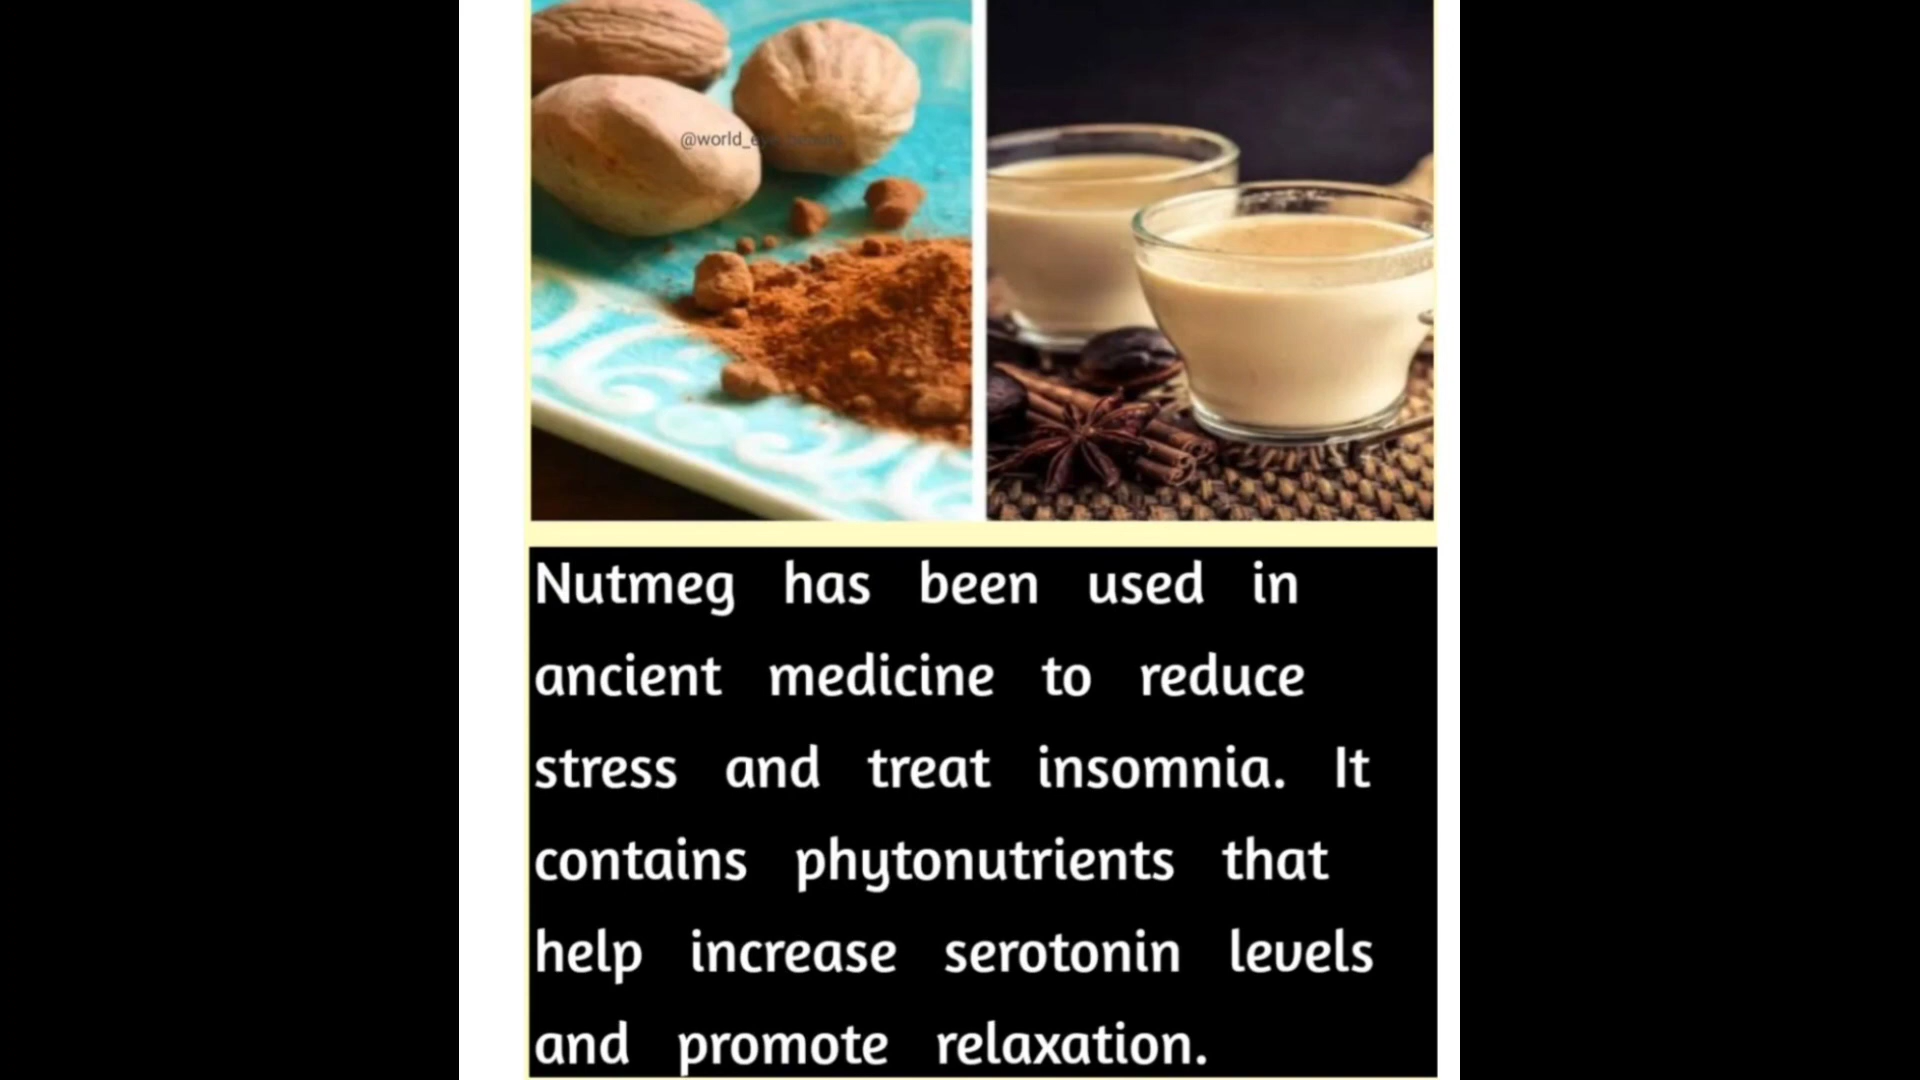 Nutmeg has been used in
ancient medicine to reduce
stress and treat insomnia. It
contains phytonutrients that
help increase serotonin levels
and promote relaxation.